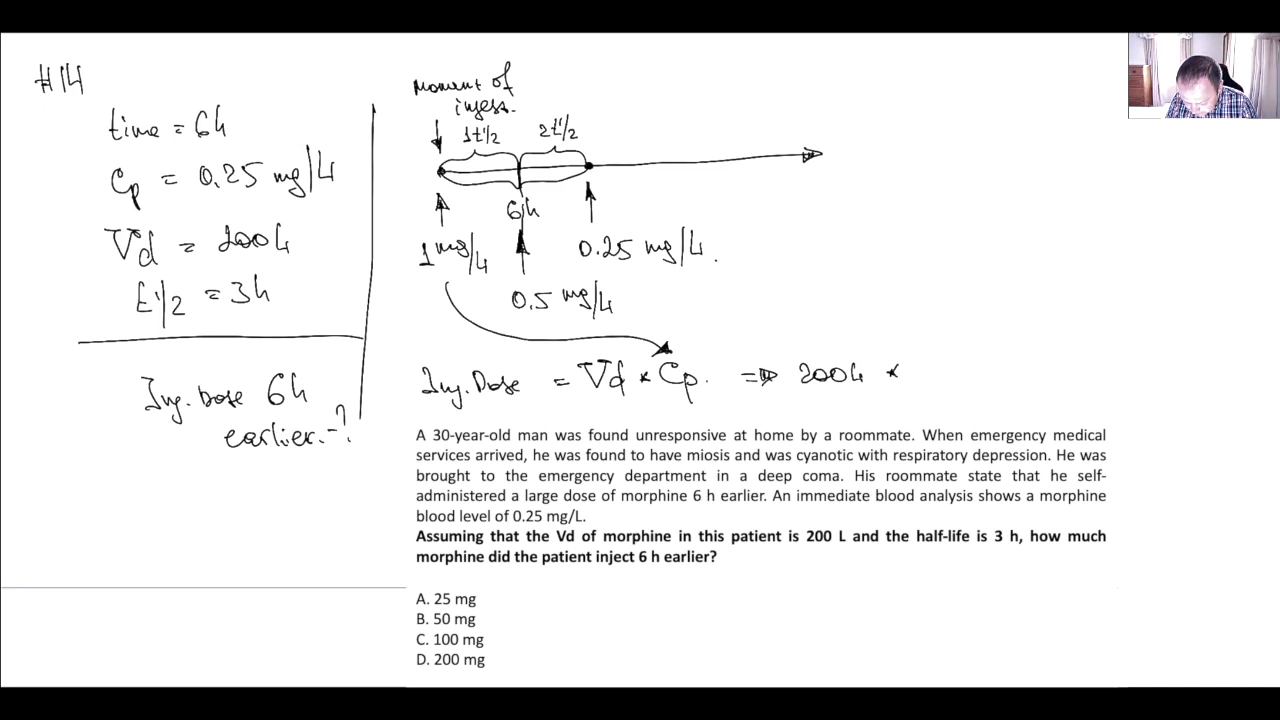 #14
time = 6h
Cp = 0.25 mg/L
Vd = 200L
E 1/2 = 3h
Inj. Dose 6h
earlier. -?
Moment of
injess.
1t1/2 2t1/2
6h
1 mg/L 0.25 mg/L.
0.5 mg/L
Inj. Dose = Vd * Cp. => 200L *
A 30-year-old man was found unresponsive at home by a roommate. When emergency medical
services arrived, he was found to have miosis and was cyanotic with respiratory depression. He was
brought to the emergency department in a deep coma. His roommate state that he self-
administered a large dose of morphine 6 h earlier. An immediate blood analysis shows a morphine
blood level of 0.25 mg/L.
Assuming that the Vd of morphine in this patient is 200 L and the half-life is 3 h, how much
morphine did the patient inject 6 h earlier?
A. 25 mg
B. 50 mg
C. 100 mg
D. 200 mg